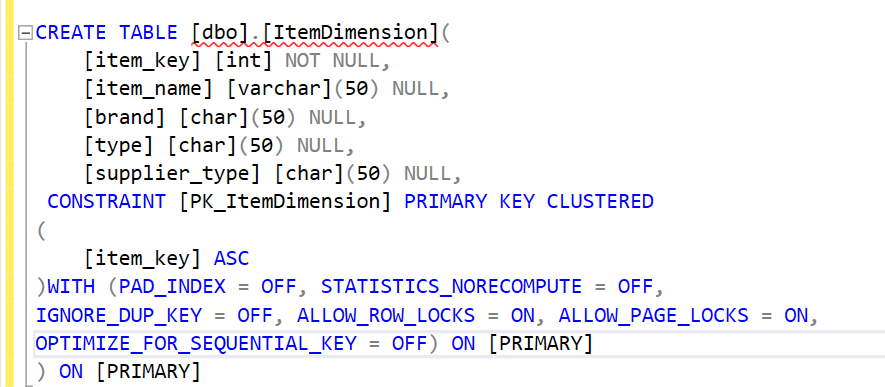 CREATE TABLE [dbo].[ItemDimension](
[item_key] [int] NOT NULL,
[item_name] [varchar](50) NULL,
[brand] [char](50) NULL,
[type] [char](50) NULL,
[supplier_type] [char](50) NULL,
CONSTRAINT [PK_ItemDimension] PRIMARY KEY CLUSTERED
(
[item_key] ASC
)WITH (PAD_INDEX = OFF, STATISTICS_NORECOMPUTE = OFF,
IGNORE_DUP_KEY = OFF, ALLOW_ROW_LOCKS = ON, ALLOW_PAGE_LOCKS = ON,
OPTIMIZE_FOR_SEQUENTIAL_KEY = OFF) ON [PRIMARY]
) ON [PRIMARY]